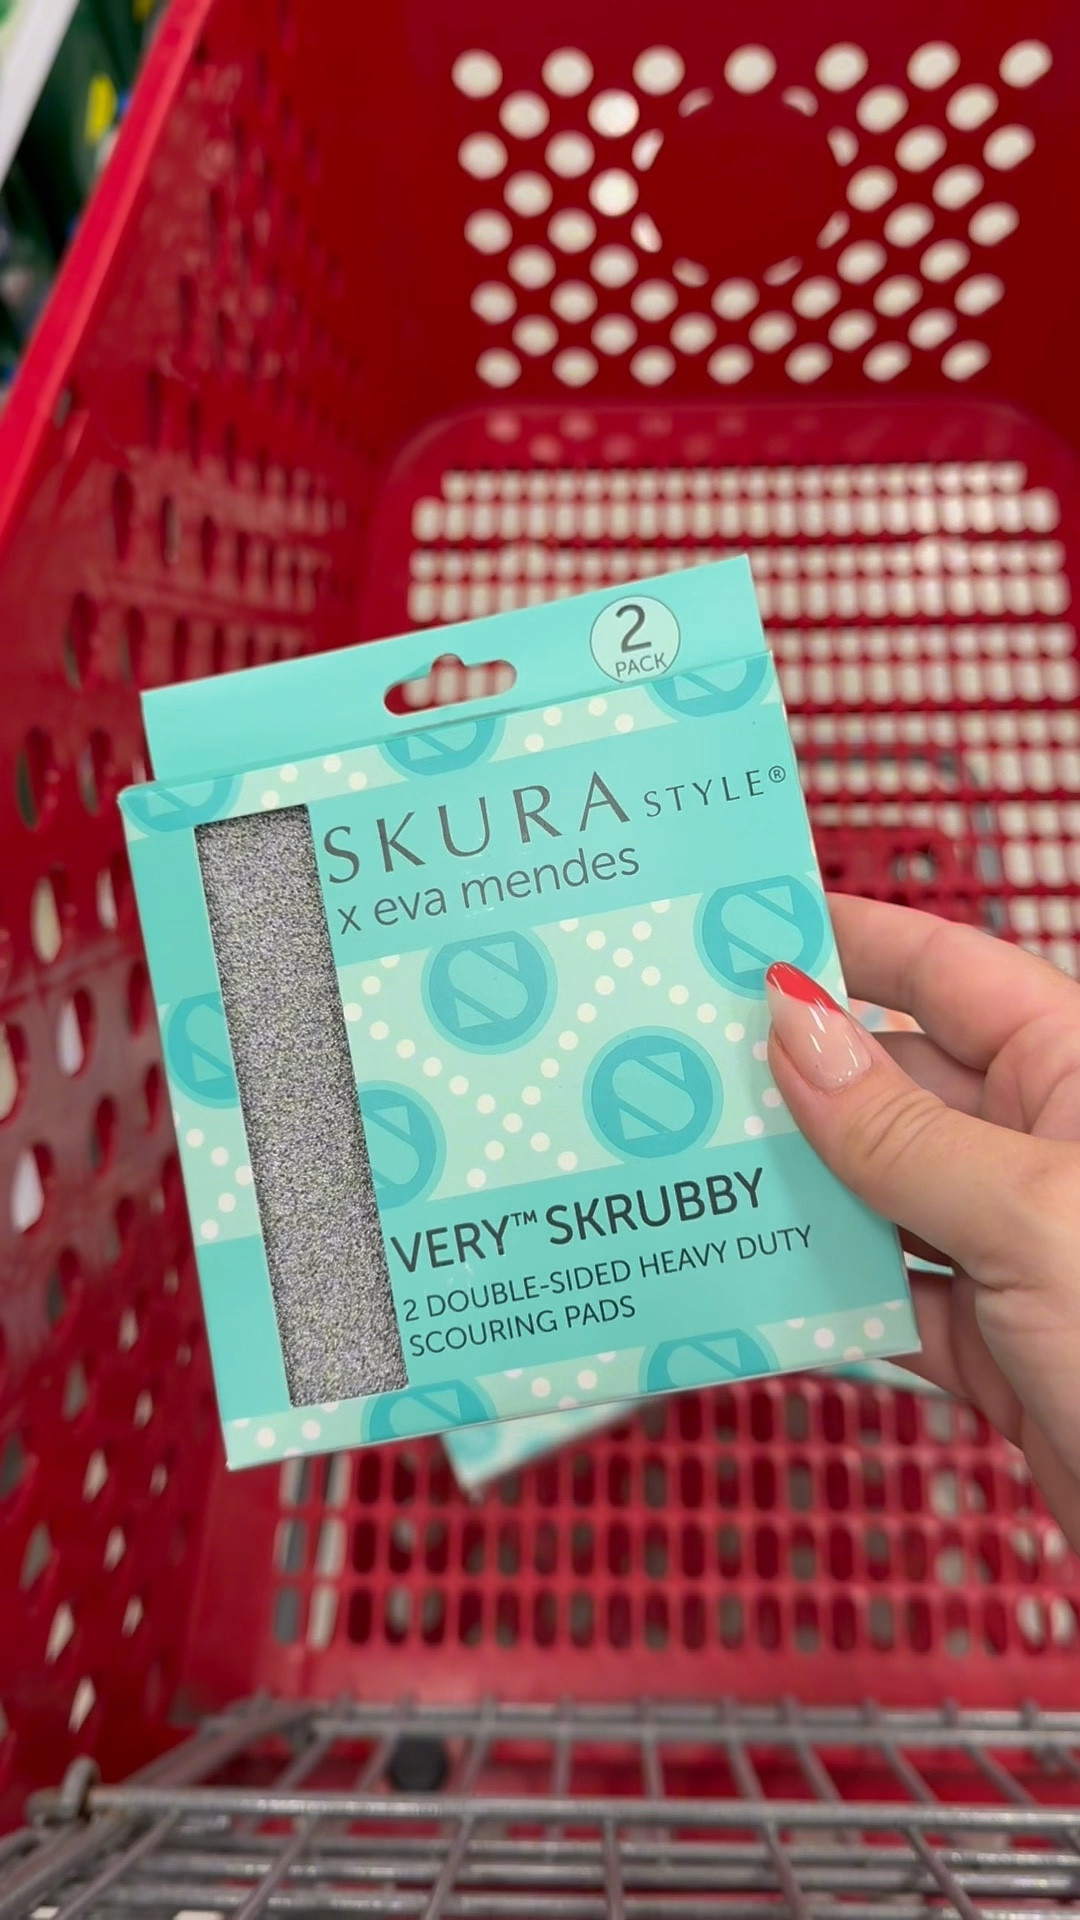 2
PACK
SKURA STYLE®
x eva mendes
VERY™ SKRUBBY
2 DOUBLE-SIDED HEAVY DUTY
SCOURING PADS